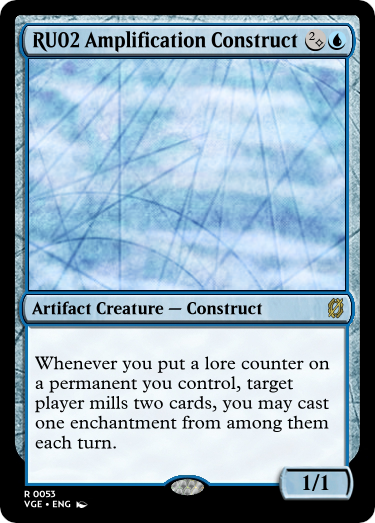 RU02 Amplification Construct 2
Artifact Creature — Construct
Whenever you put a lore counter on
a permanent you control, target
player mills two cards, you may cast
one enchantment from among them
each turn.
1/1
R 0053
VGE • ENG